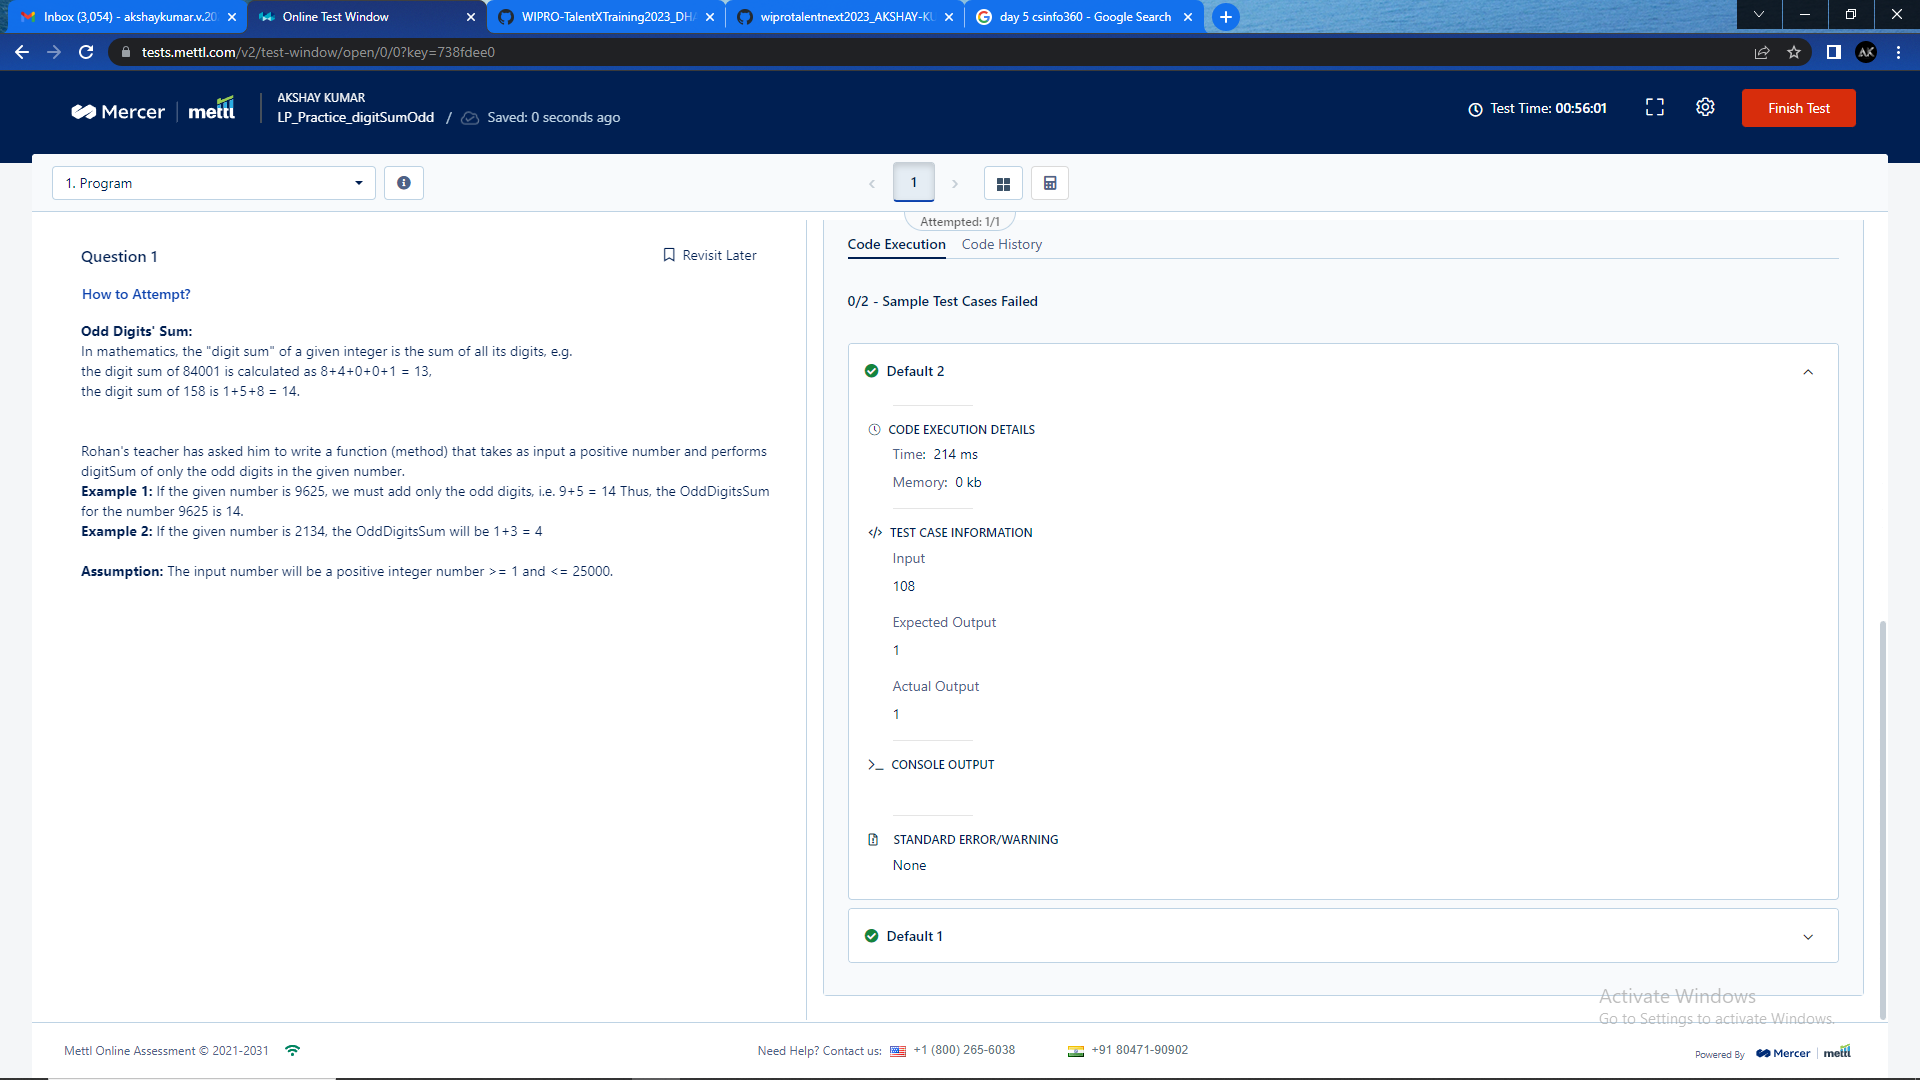 Inbox (3,054) - akshaykumar.v.20
Online Test Window
WIPRO-TalentXTraining2023_DHA
wiprotalentnext2023_AKSHAY-KU
day 5 csinfo360 - Google Search
tests.mettl.com/v2/test-window/open/0/0?key=738fdee0
AK
Mercer | mettl
AKSHAY KUMAR
LP_Practice_digitSumOdd / Saved: 0 seconds ago
Test Time: 00:56:01
Finish Test
1. Program
1
Attempted: 1/1
Question 1
Revisit Later
How to Attempt?
Odd Digits' Sum:
In mathematics, the "digit sum" of a given integer is the sum of all its digits, e.g.
the digit sum of 84001 is calculated as 8+4+0+0+1 = 13,
the digit sum of 158 is 1+5+8 = 14.
Rohan's teacher has asked him to write a function (method) that takes as input a positive number and performs
digitSum of only the odd digits in the given number.
Example 1: If the given number is 9625, we must add only the odd digits, i.e. 9+5 = 14 Thus, the OddDigitsSum
for the number 9625 is 14.
Example 2: If the given number is 2134, the OddDigitsSum will be 1+3 = 4
Assumption: The input number will be a positive integer number >= 1 and <= 25000.
Code Execution
Code History
0/2 - Sample Test Cases Failed
Default 2
CODE EXECUTION DETAILS
Time: 214 ms
Memory: 0 kb
</> TEST CASE INFORMATION
Input
108
Expected Output
1
Actual Output
1
>_ CONSOLE OUTPUT
STANDARD ERROR/WARNING
None
Default 1
Activate Windows
Go to Settings to activate Windows.
Mettl Online Assessment © 2021-2031
Need Help? Contact us: +1 (800) 265-6038
+91 80471-90902
Powered By Mercer | mettl